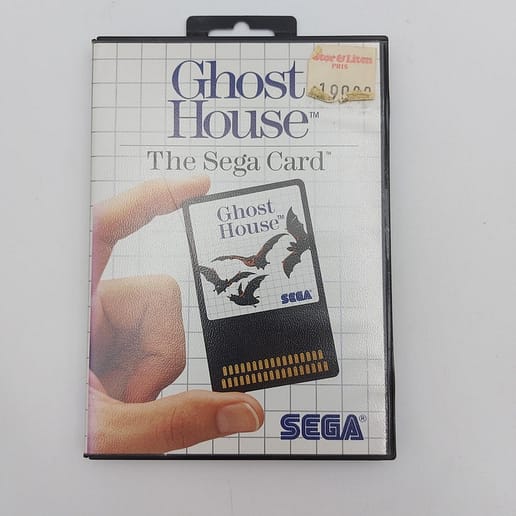 Ghost
House™
Stor & Liten
PRIS
The Sega Card™
Ghost
House™
SEGA
SEGA®